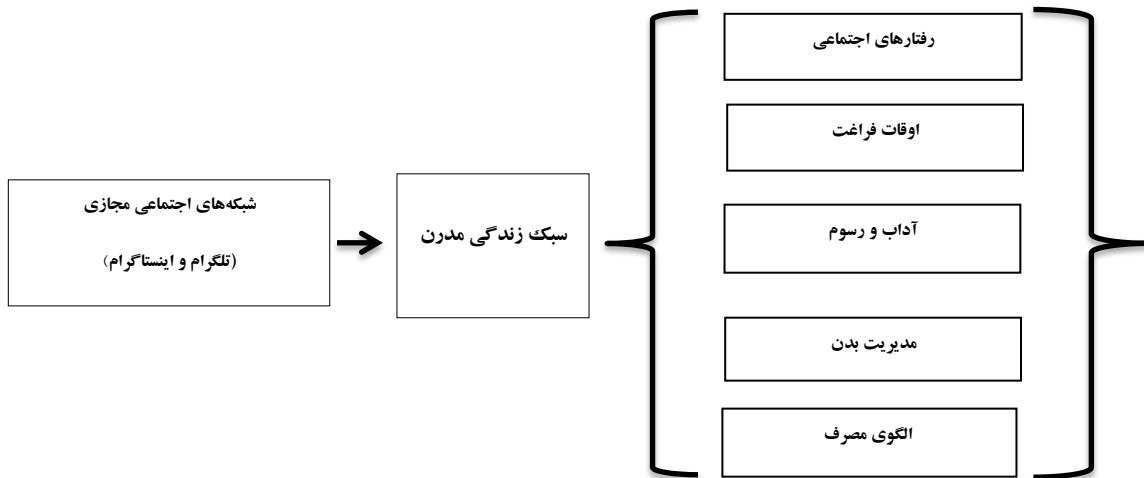 شبکه‌های اجتماعی مجازی
(تلگرام و اینستاگرام)
سبک زندگی مدرن
رفتارهای اجتماعی
اوقات فراغت
آداب و رسوم
مدیریت بدن
الگوی مصرف